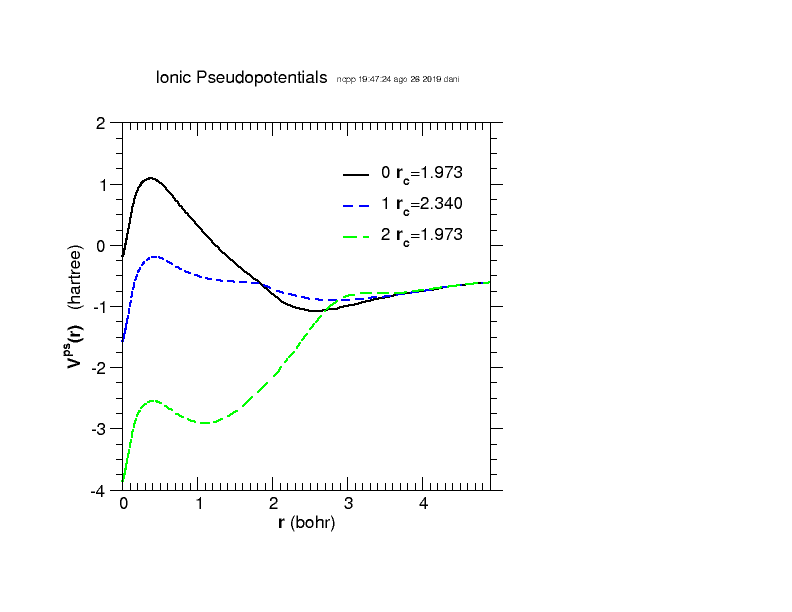 Ionic Pseudopotentials ncpp 19:47:24 ago 26 2019 dani
2
1
0
-1
-2
-3
-4
V^ps(r) (hartree)
0 r_c=1.973
1 r_c=2.340
2 r_c=1.973
0 1 2 3 4
r (bohr)